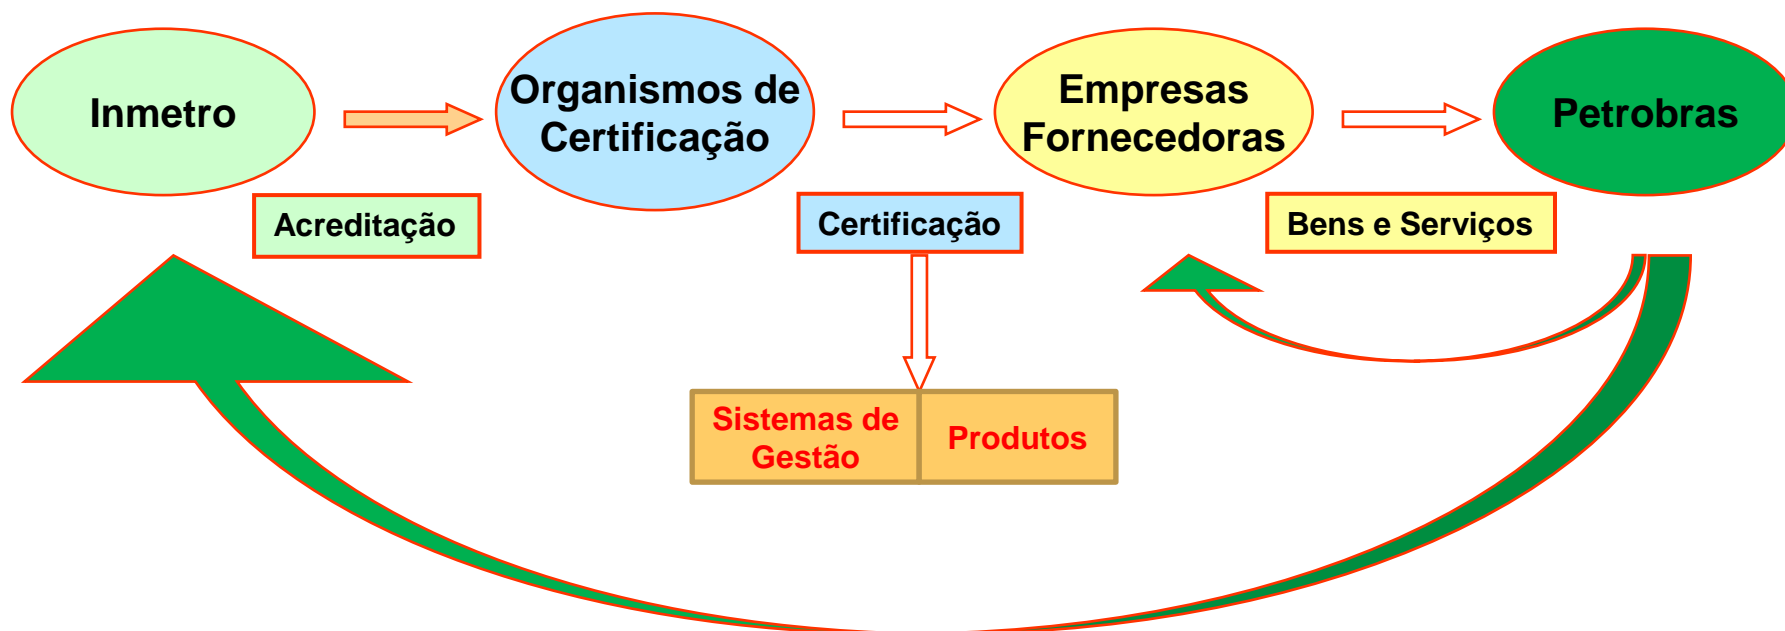 Inmetro
Organismos de
Certificação
Empresas
Fornecedoras
Petrobras
Acreditação
Certificação
Bens e Serviços
Sistemas de
Gestão
Produtos